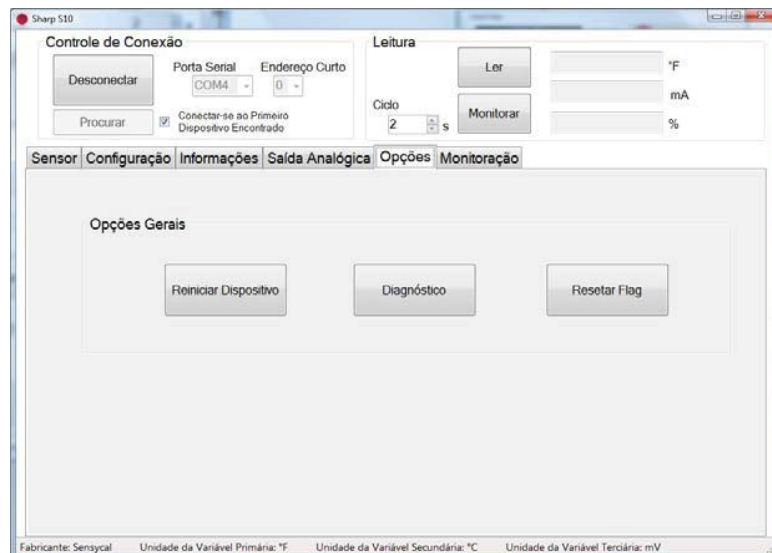 Sharp S10
Controle de Conexão
Leitura
Desconectar
Porta Serial
Endereço Curto
COM4
0
Ler
°F
Procurar
Conectar-se ao Primeiro
Dispositvo Encontrado
Ciclo
2
s
Monitorar
mA
%
Sensor
Configuração
Informações
Saída Analógica
Opções
Monitoração
Opções Gerais
Reiniciar Dispositivo
Diagnóstico
Resetar Flag
Fabricante: Sensycal
Unidade da Variável Primária: °F
Unidade da Variável Secundária: °C
Unidade da Variável Terciária: mV